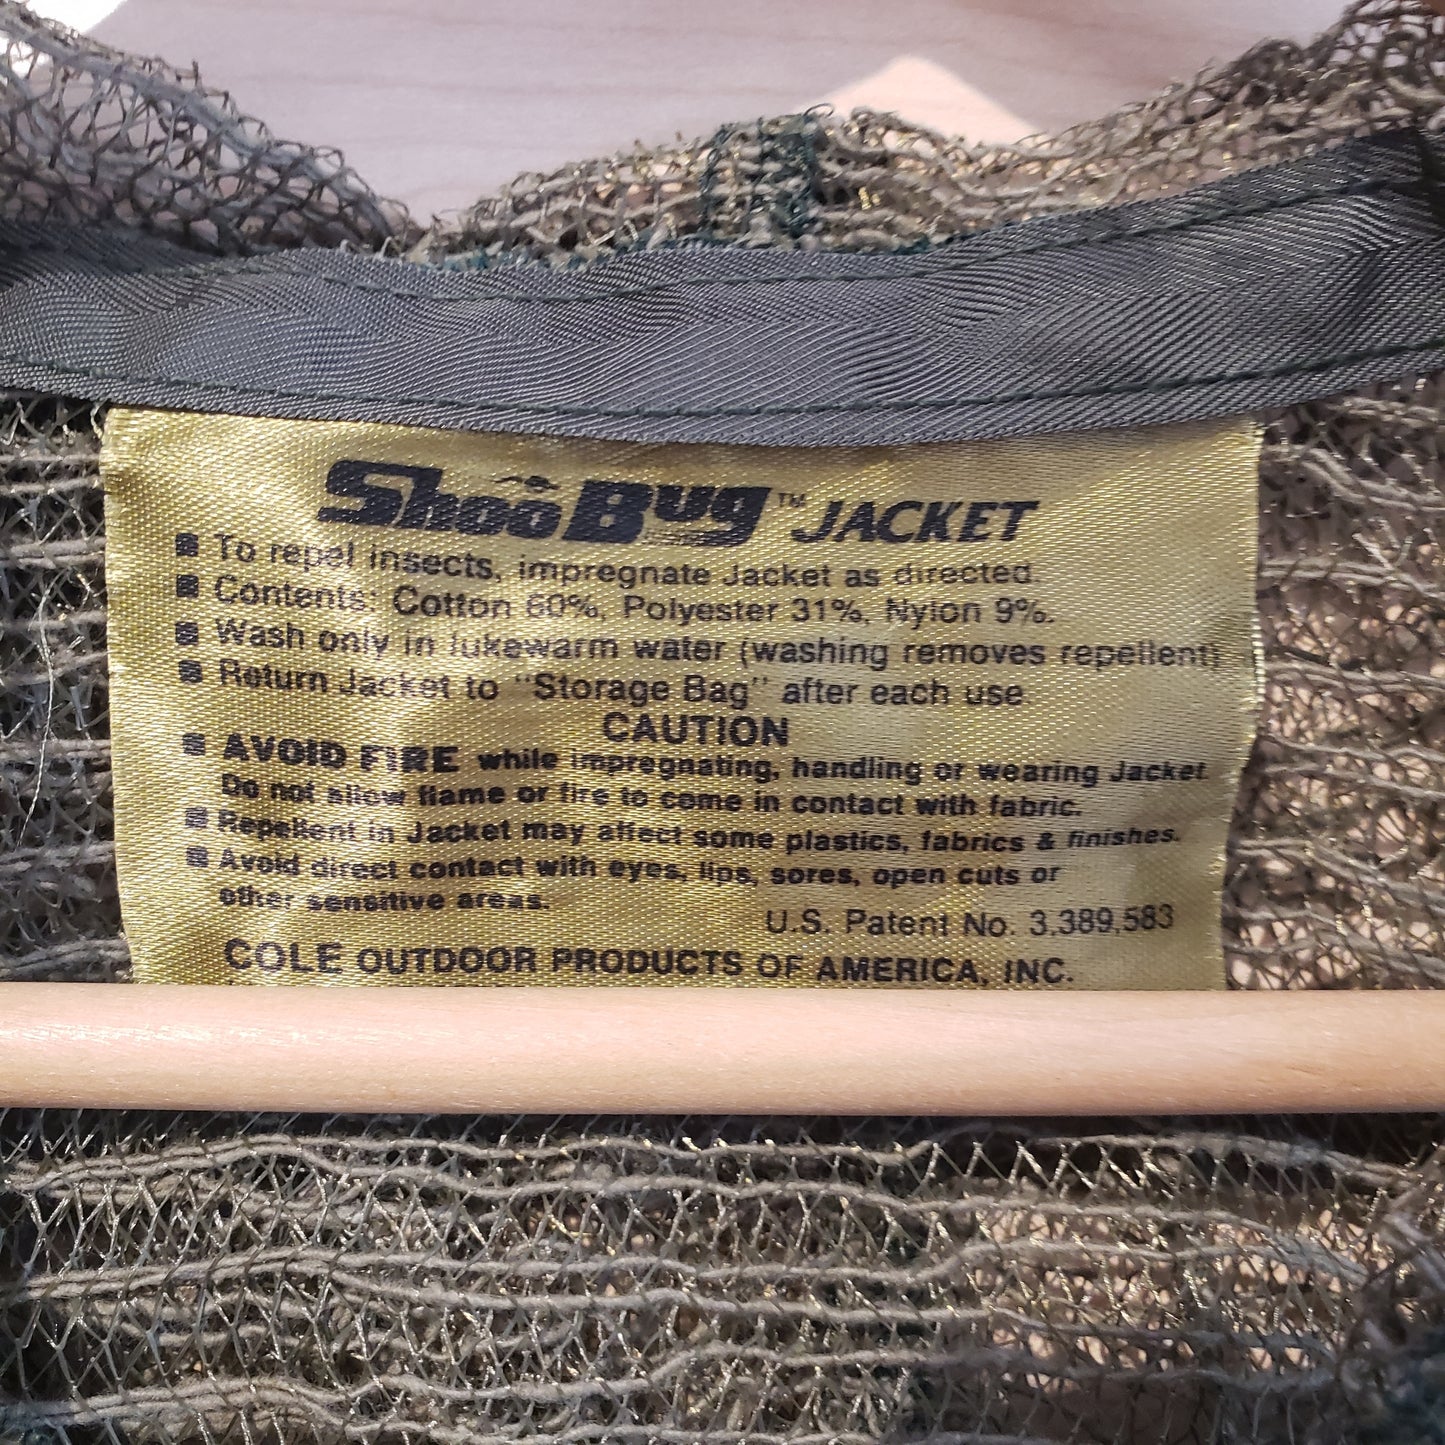 ShooBug™ JACKET
■ To repel insects, impregnate Jacket as directed.
■ Contents: Cotton 60%, Polyester 31%, Nylon 9%.
■ Wash only in lukewarm water (washing removes repellent)
■ Return Jacket to "Storage Bag" after each use
CAUTION
■ AVOID FIRE while impregnating, handling or wearing Jacket.
Do not allow flame or fire to come in contact with fabric.
■ Repellent in Jacket may affect some plastics, fabrics & finishes.
■ Avoid direct contact with eyes, lips, sores, open cuts or
other sensitive areas.
U.S. Patent No. 3,389,583
COLE OUTDOOR PRODUCTS OF AMERICA, INC.